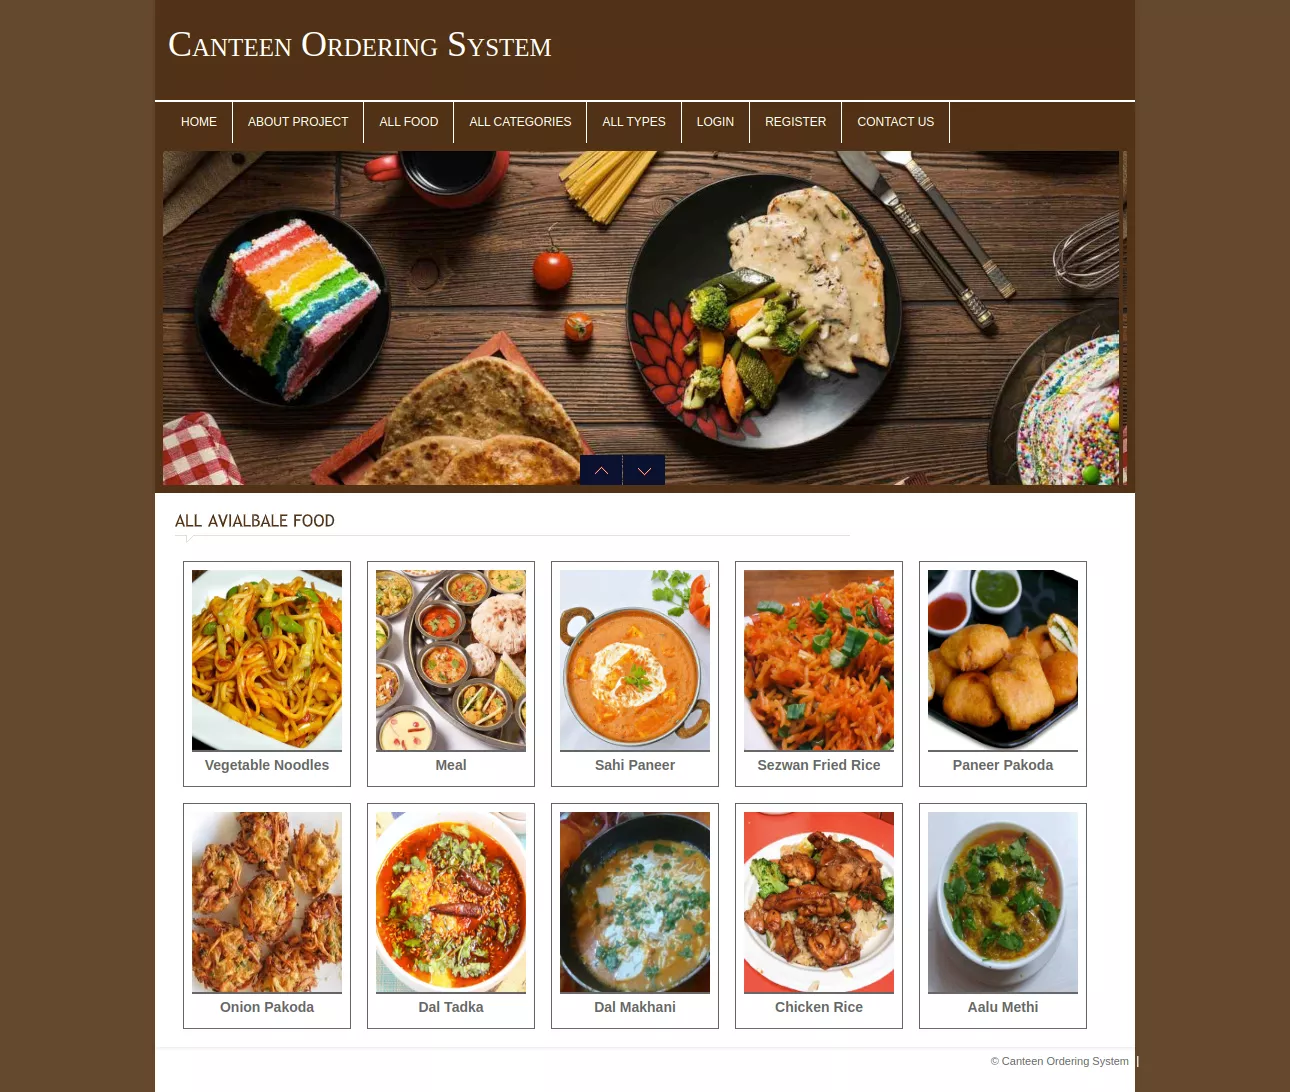 Canteen Ordering System
HOME ABOUT PROJECT ALL FOOD ALL CATEGORIES ALL TYPES LOGIN REGISTER CONTACT US
ALL AVIALBALE FOOD
Vegetable Noodles Meal Sahi Paneer Sezwan Fried Rice Paneer Pakoda
Onion Pakoda Dal Tadka Dal Makhani Chicken Rice Aalu Methi
© Canteen Ordering System |